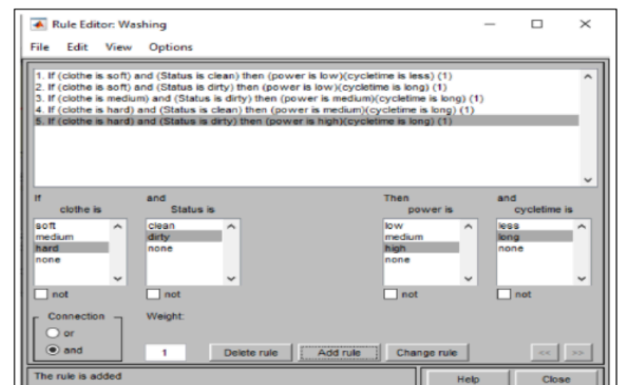 Rule Editor: Washing
File Edit View Options
1. If (clothe is soft) and (Status is clean) then (power is low)(cycletime is less) (1)
2. If (clothe is soft) and (Status is dirty) then (power is low)(cycletime is long) (1)
3. If (clothe is medium) and (Status is dirty) then (power is medium)(cycletime is long) (1)
4. If (clothe is hard) and (Status is clean) then (power is medium)(cycletime is long) (1)
5. If (clothe is hard) and (Status is dirty) then (power is high)(cycletime is long) (1)
If and Then and
clothe is Status is power is cycletime is
soft clean low less
medium dirty medium long
hard none high none
none none
not not not not
Connection Weight:
or
and 1 Delete rule Add rule Change rule << >>
The rule is added Help Close